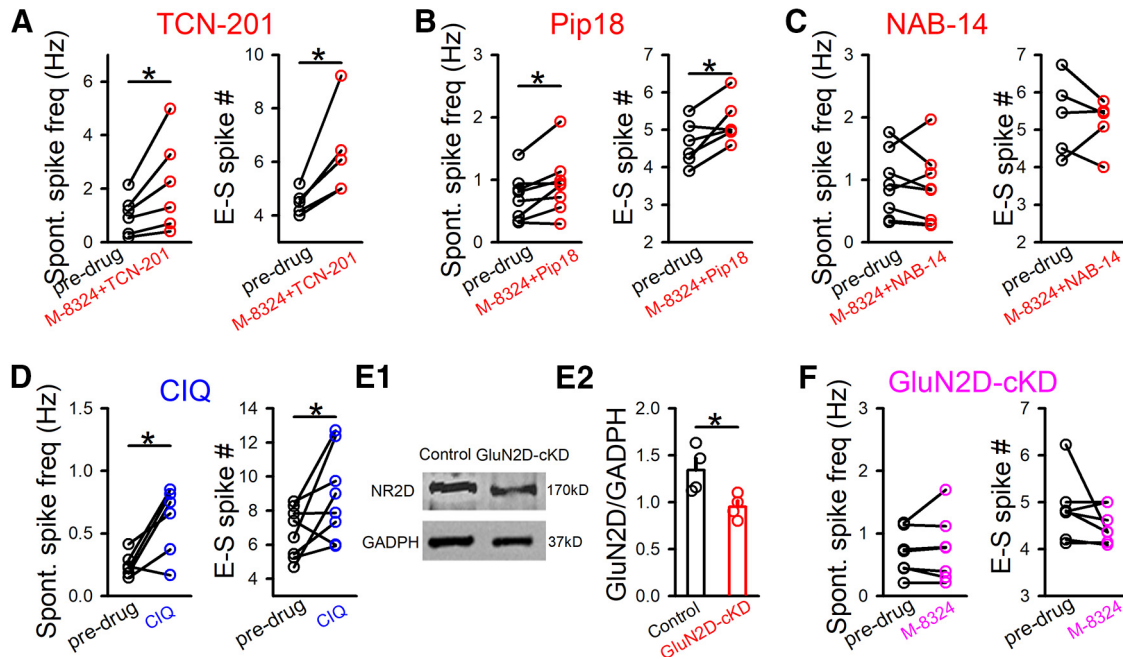 A
TCN-201
Spont. spike freq (Hz)
6
4
2
0
*
pre-drug
M-8324+TCN-201
E-S spike #
10
8
6
4
*
pre-drug
M-8324+TCN-201
B
Pip18
Spont. spike freq (Hz)
3
2
1
0
*
pre-drug
M-8324+Pip18
E-S spike #
7
6
5
4
3
2
*
pre-drug
M-8324+Pip18
C
NAB-14
Spont. spike freq (Hz)
3
2
1
0
pre-drug
M-8324+NAB-14
E-S spike #
7
6
5
4
3
2
pre-drug
M-8324+NAB-14
D
CIQ
Spont. spike freq (Hz)
1.5
1.0
0.5
0.0
*
pre-drug
CIQ
E-S spike #
14
12
10
8
6
4
*
pre-drug
CIQ
E1
Control GluN2D-cKD
NR2D
170kD
GADPH
37kD
E2
GluN2D/GADPH
2.0
1.5
1.0
0.5
0.0
*
Control
GluN2D-cKD
F
GluN2D-cKD
Spont. spike freq (Hz)
3
2
1
0
pre-drug
M-8324
E-S spike #
7
6
5
4
3
pre-drug
M-8324